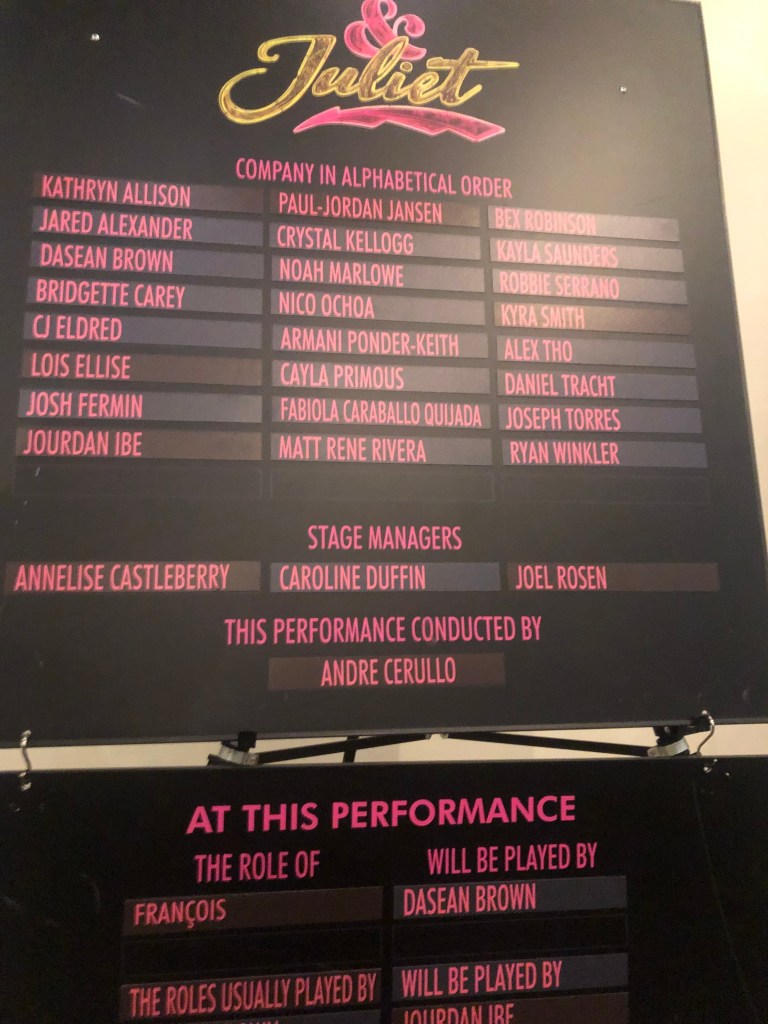 & Juliet
COMPANY IN ALPHABETICAL ORDER
KATHRYN ALLISON
JARED ALEXANDER
DASEAN BROWN
BRIDGETTE CAREY
CJ ELDRED
LOIS ELLISE
JOSH FERMIN
JOURDAN IBE
PAUL-JORDAN JANSEN
CRYSTAL KELLOGG
NOAH MARLOWE
NICO OCHOA
ARMANI PONDER-KEITH
CAYLA PRIMOUS
FABIOLA CARABALLO QUIJADA
MATT RENE RIVERA
BEX ROBINSON
KAYLA SAUNDERS
ROBBIE SERRANO
KYRA SMITH
ALEX THO
DANIEL TRACHT
JOSEPH TORRES
RYAN WINKLER
STAGE MANAGERS
ANNELISE CASTLEBERRY CAROLINE DUFFIN JOEL ROSEN
THIS PERFORMANCE CONDUCTED BY
ANDRE CERULLO
AT THIS PERFORMANCE
THE ROLE OF WILL BE PLAYED BY
FRANÇOIS DASEAN BROWN
THE ROLES USUALLY PLAYED BY WILL BE PLAYED BY
JOURDAN IBE